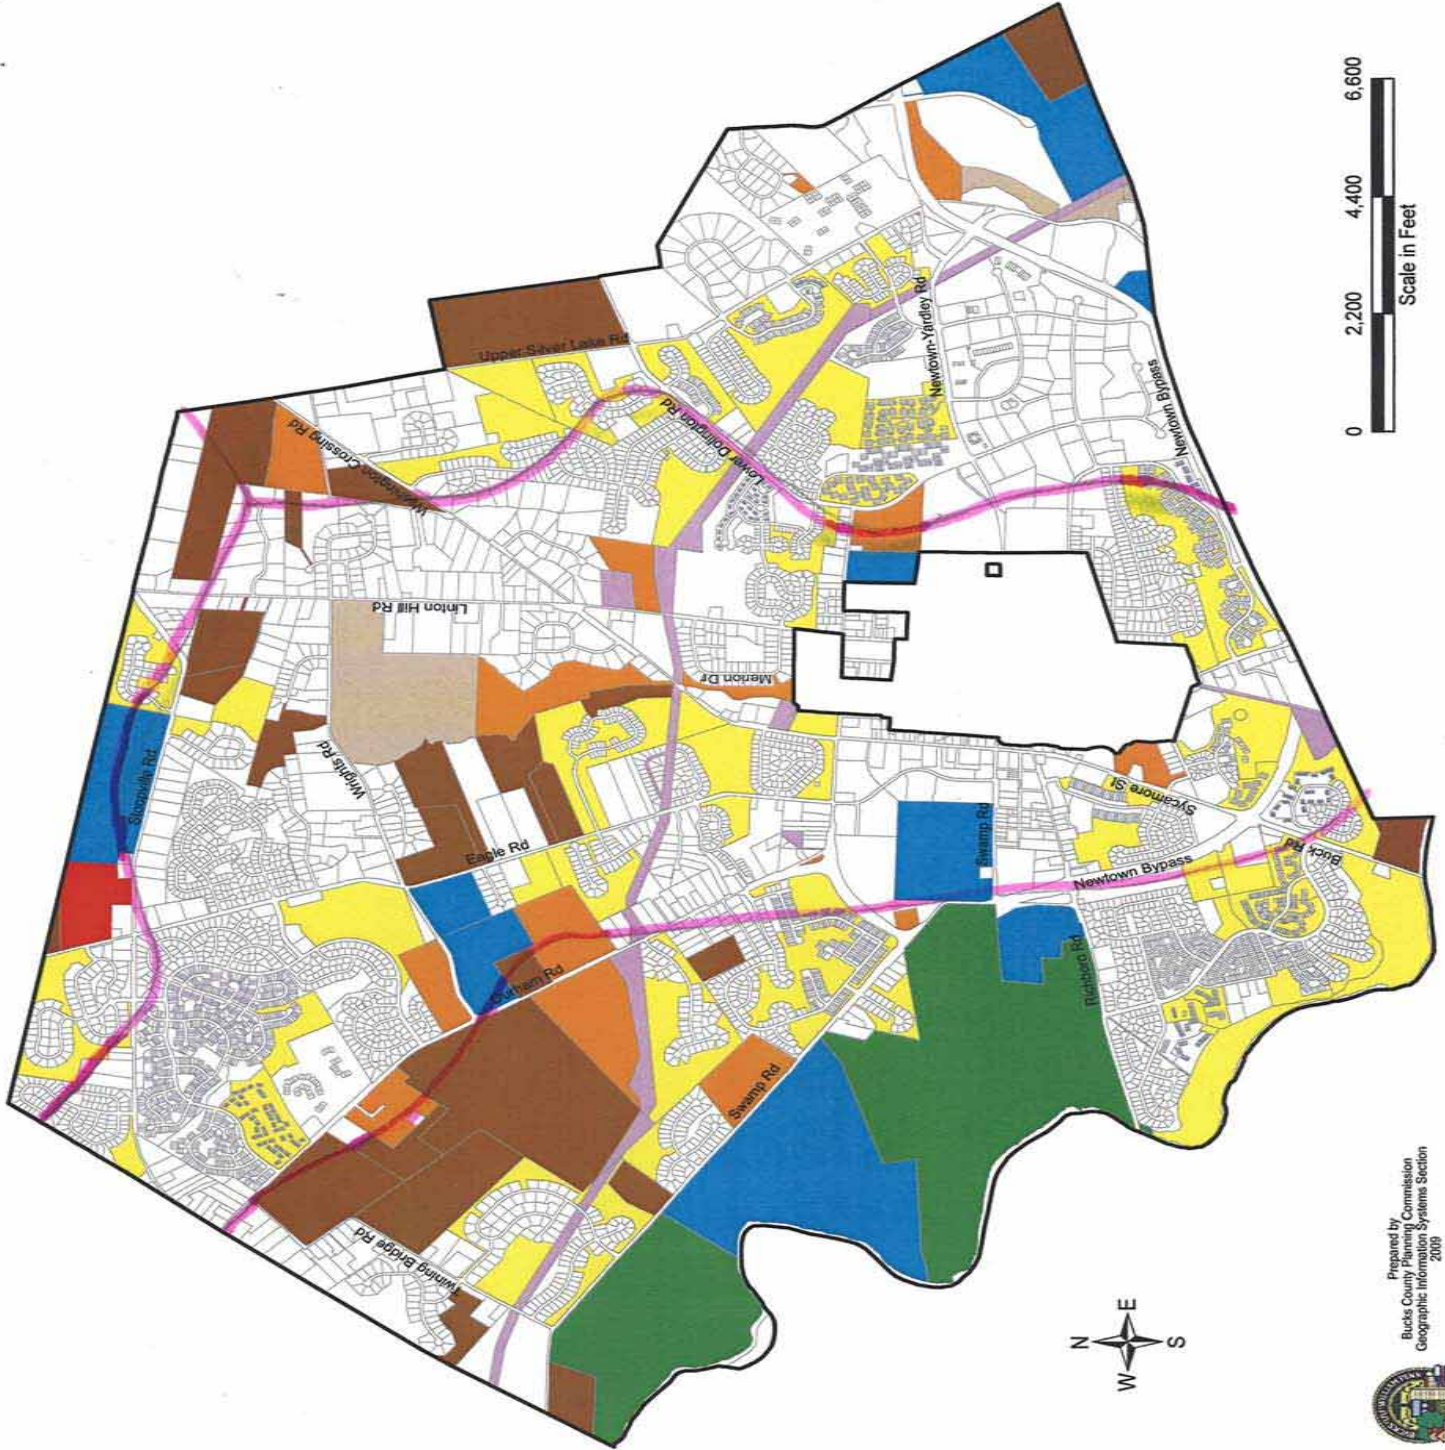 Stoopville Rd
Washington Crossing Rd
Upper Silver Lake Rd
Linton Hill Rd
Wrights Rd
Eagle Rd
Durham Rd
Lower Dolington Rd
Newtown-Yardley Rd
Merion Dr
Twining Bridge Rd
Swamp Rd
Swamp Rd
Sycamore St
Newtown Bypass
Newtown Bypass
Richboro Rd
Buck Rd
0 2,200 4,400 6,600
Scale in Feet
N
W E
S
Prepared by
Bucks County Planning Commission
Geographic Information Systems Section
2009